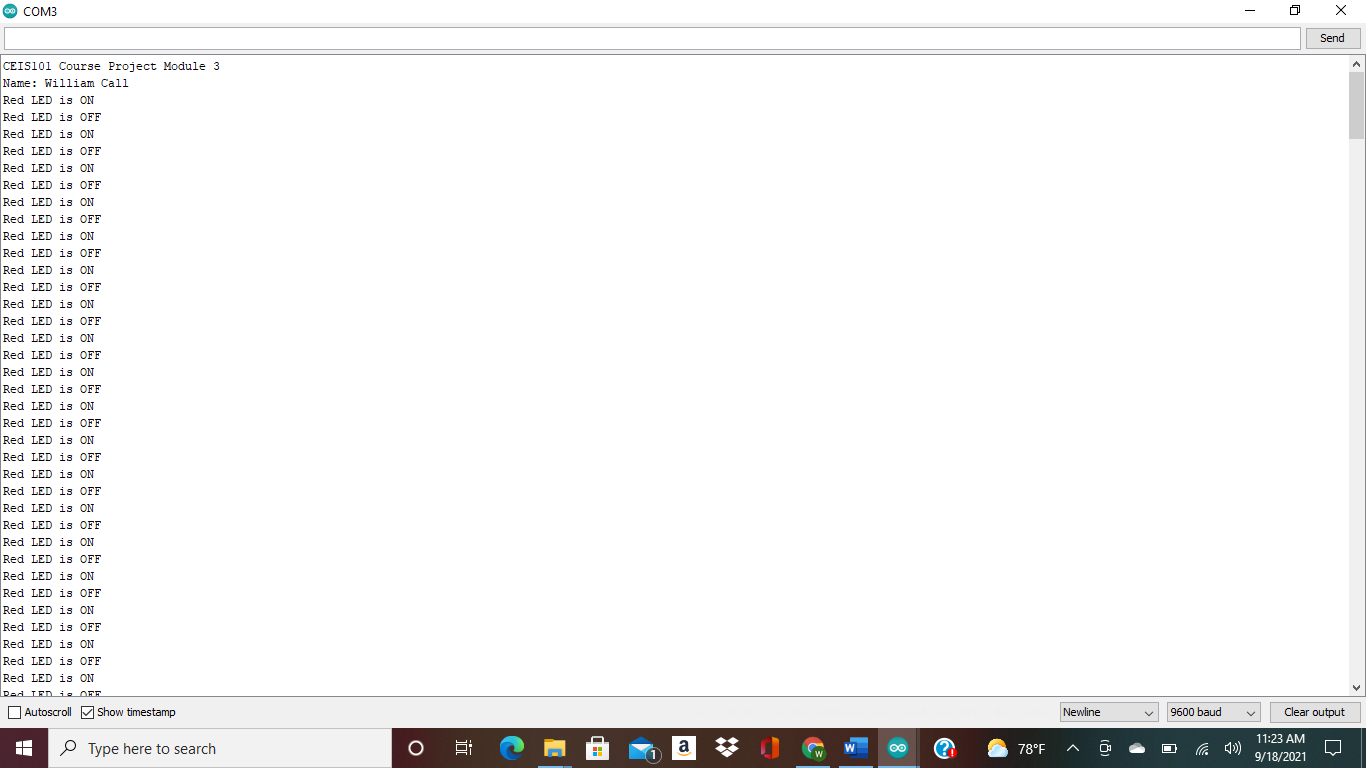 COM3
Send
CEIS101 Course Project Module 3
Name: William Call
Red LED is ON
Red LED is OFF
Red LED is ON
Red LED is OFF
Red LED is ON
Red LED is OFF
Red LED is ON
Red LED is OFF
Red LED is ON
Red LED is OFF
Red LED is ON
Red LED is OFF
Red LED is ON
Red LED is OFF
Red LED is ON
Red LED is OFF
Red LED is ON
Red LED is OFF
Red LED is ON
Red LED is OFF
Red LED is ON
Red LED is OFF
Red LED is ON
Red LED is OFF
Red LED is ON
Red LED is OFF
Red LED is ON
Red LED is OFF
Red LED is ON
Red LED is OFF
Red LED is ON
Red LED is OFF
Red LED is ON
Red LED is OFF
Red LED is ON
Red LED is OFF
Autoscroll Show timestamp Newline 9600 baud Clear output
Type here to search 1 a W W ? ! 78°F 11:23 AM
9/18/2021